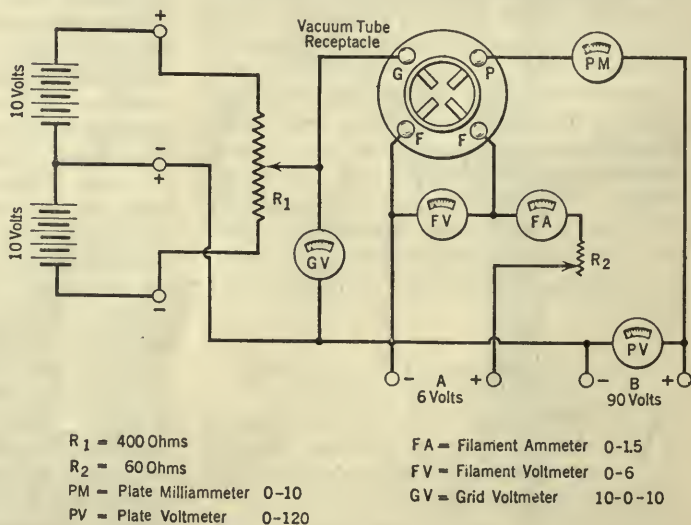 Vacuum Tube
Receptacle
+
10 Volts
-
+
10 Volts
-
R1
G P
F F
PM
GV
FV
FA
R2
PV
- A +
6 Volts
- B +
90 Volts
R1 = 400 Ohms
R2 = 60 Ohms
PM = Plate Milliammeter 0-10
PV = Plate Voltmeter 0-120
FA = Filament Ammeter 0-1.5
FV = Filament Voltmeter 0-6
GV = Grid Voltmeter 10-0-10